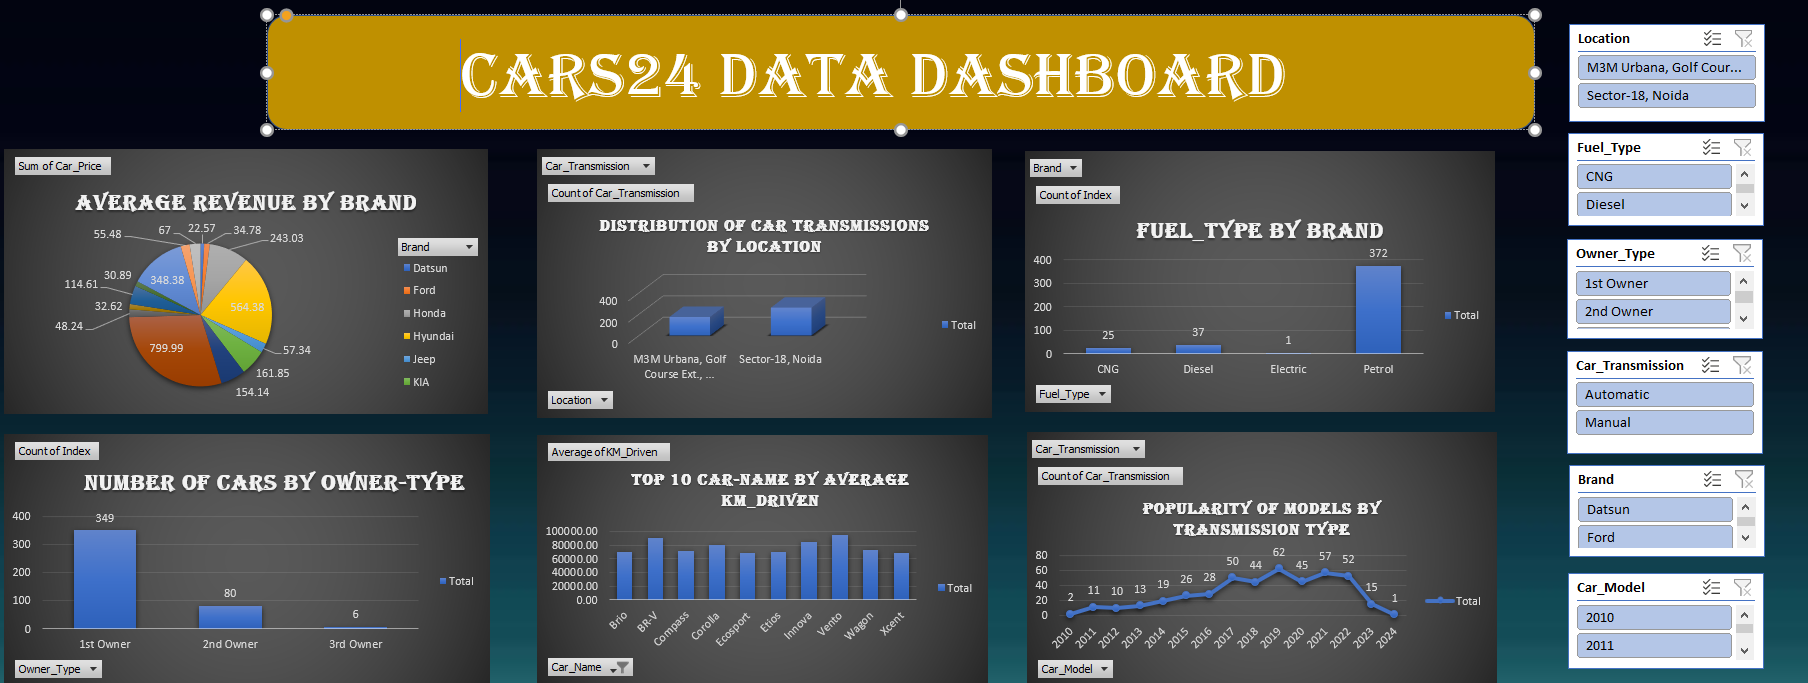 CARS24 DATA DASHBOARD
Sum of Car_Price
AVERAGE REVENUE BY BRAND
55.48
67
22.57
34.78
243.03
30.89
348.38
114.61
564.38
32.62
48.24
799.99
57.34
161.85
154.14
Brand
Datsun
Ford
Honda
Hyundai
Jeep
KIA
Car_Transmission
Count of Car_Transmission
DISTRIBUTION OF CAR TRANSMISSIONS
BY LOCATION
400
200
0
M3M Urbana, Golf
Course Ext., ...
Sector-18, Noida
Total
Location
Brand
Count of Index
FUEL_TYPE BY BRAND
400
300
200
100
0
25
37
1
372
CNG
Diesel
Electric
Petrol
Total
Fuel_Type
Count of Index
NUMBER OF CARS BY OWNER-TYPE
400
300
200
100
0
349
80
6
1st Owner
2nd Owner
3rd Owner
Total
Owner_Type
Average of KM_Driven
TOP 10 CAR-NAME BY AVERAGE
KM_DRIVEN
100000.00
80000.00
60000.00
40000.00
20000.00
0.00
Brio
BR-V
Compass
Corolla
Ecosport
Etios
Innova
Vento
Wagon
Xcent
Total
Car_Name
Car_Transmission
Count of Car_Transmission
POPULARITY OF MODELS BY
TRANSMISSION TYPE
80
60
40
20
0
2
11
10
13
19
26
28
50
44
62
45
57
52
15
1
2010
2011
2012
2013
2014
2015
2016
2017
2018
2019
2020
2021
2022
2023
2024
Total
Car_Model
Location
M3M Urbana, Golf Cour...
Sector-18, Noida
Fuel_Type
CNG
Diesel
Owner_Type
1st Owner
2nd Owner
Car_Transmission
Automatic
Manual
Brand
Datsun
Ford
Car_Model
2010
2011